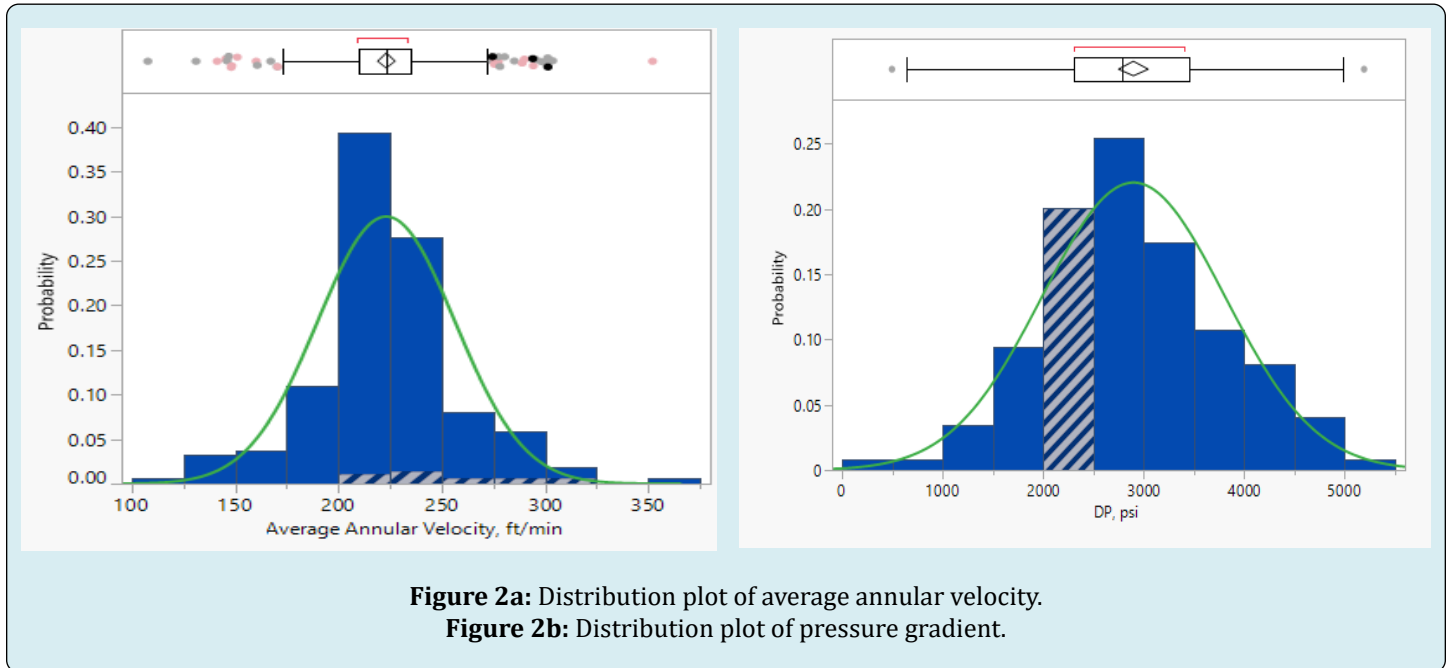 0.40
0.35
0.30
0.25
0.20
0.15
0.10
0.05
0.00
Probability
100 150 200 250 300 350
Average Annular Velocity, ft/min
0.25
0.20
0.15
0.10
0.05
0
Probability
0 1000 2000 3000 4000 5000
DP, psi
Figure 2a: Distribution plot of average annular velocity.
Figure 2b: Distribution plot of pressure gradient.